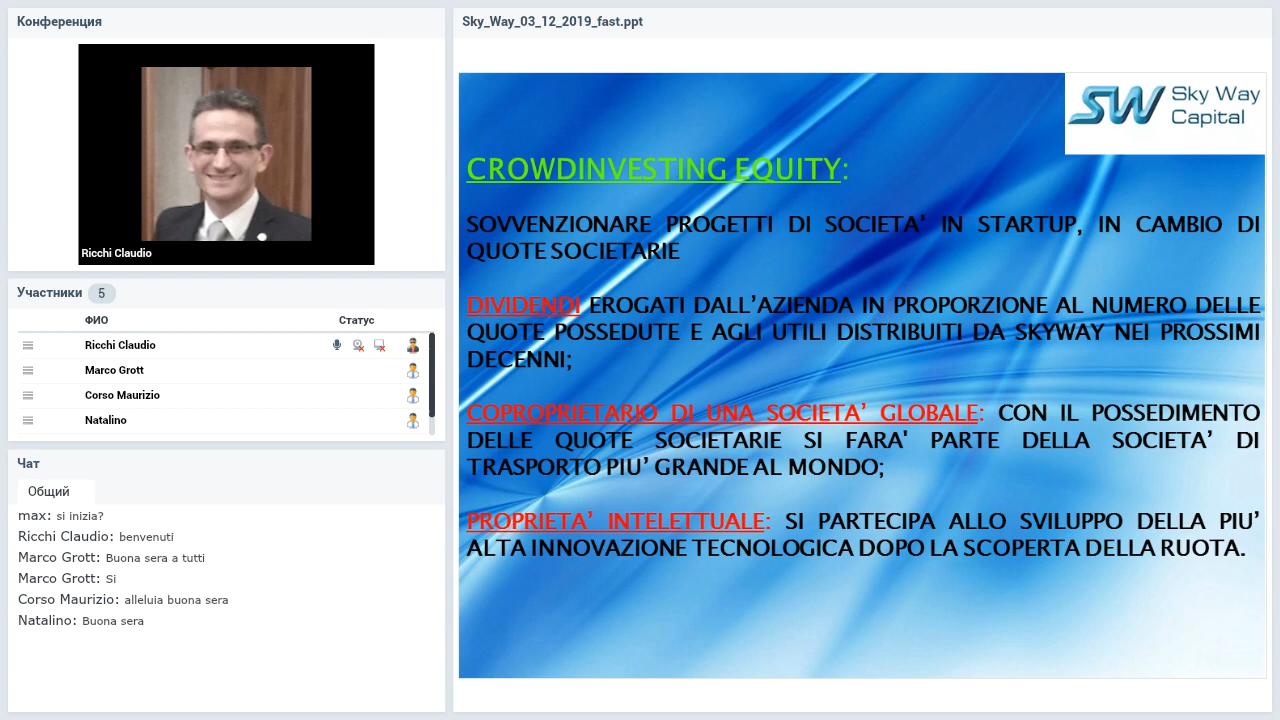 Конференция
Ricchi Claudio
Участники 5
ФИО Статус
Ricchi Claudio
Marco Grott
Corso Maurizio
Natalino
Чат
Общий
max: si inizia?
Ricchi Claudio: benvenuti
Marco Grott: Buona sera a tutti
Marco Grott: Si
Corso Maurizio: alleluia buona sera
Natalino: Buona sera
Sky_Way_03_12_2019_fast.ppt
SW Sky Way
Capital
CROWDINVESTING EQUITY:
SOVVENZIONARE PROGETTI DI SOCIETA’ IN STARTUP, IN CAMBIO DI
QUOTE SOCIETARIE
DIVIDENDI EROGATI DALL’AZIENDA IN PROPORZIONE AL NUMERO DELLE
QUOTE POSSEDUTE E AGLI UTILI DISTRIBUITI DA SKYWAY NEI PROSSIMI
DECENNI;
COPROPRIETARIO DI UNA SOCIETA’ GLOBALE: CON IL POSSEDIMENTO
DELLE QUOTE SOCIETARIE SI FARA' PARTE DELLA SOCIETA’ DI
TRASPORTO PIU’ GRANDE AL MONDO;
PROPRIETA’ INTELETTUALE: SI PARTECIPA ALLO SVILUPPO DELLA PIU’
ALTA INNOVAZIONE TECNOLOGICA DOPO LA SCOPERTA DELLA RUOTA.